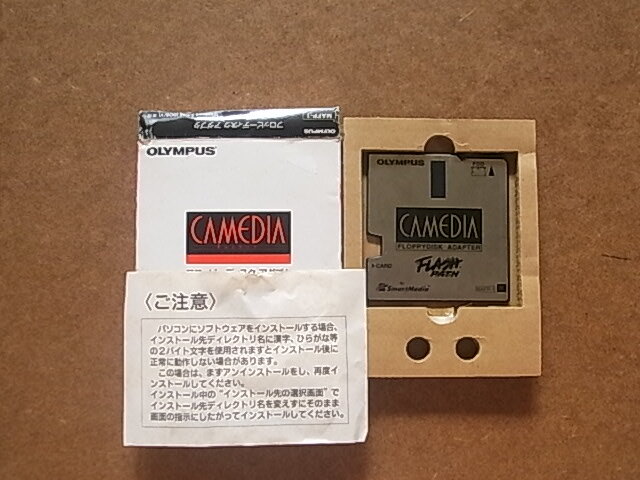 フロッピーディスクアダプタ
OLYMPUS
MAFP-1
OLYMPUS
CAMEDIA
〈ご注意〉
パソコンにソフトウェアをインストールする場合、
インストール先ディレクトリ名に漢字、ひらがな等
の2バイト文字を使用されますとインストール後に
正常に動作しない場合があります。
この場合は、まずアンインストールをし、再度イ
ンストールしてください。
インストール中の“インストール先の選択画面”で
インストール先ディレクトリ名を変えずにそのまま
画面の指示にしたがってインストールしてください。
OLYMPUS
CAMEDIA
FLOPPYDISK ADAPTER
FLASH
PATH
SmartMedia